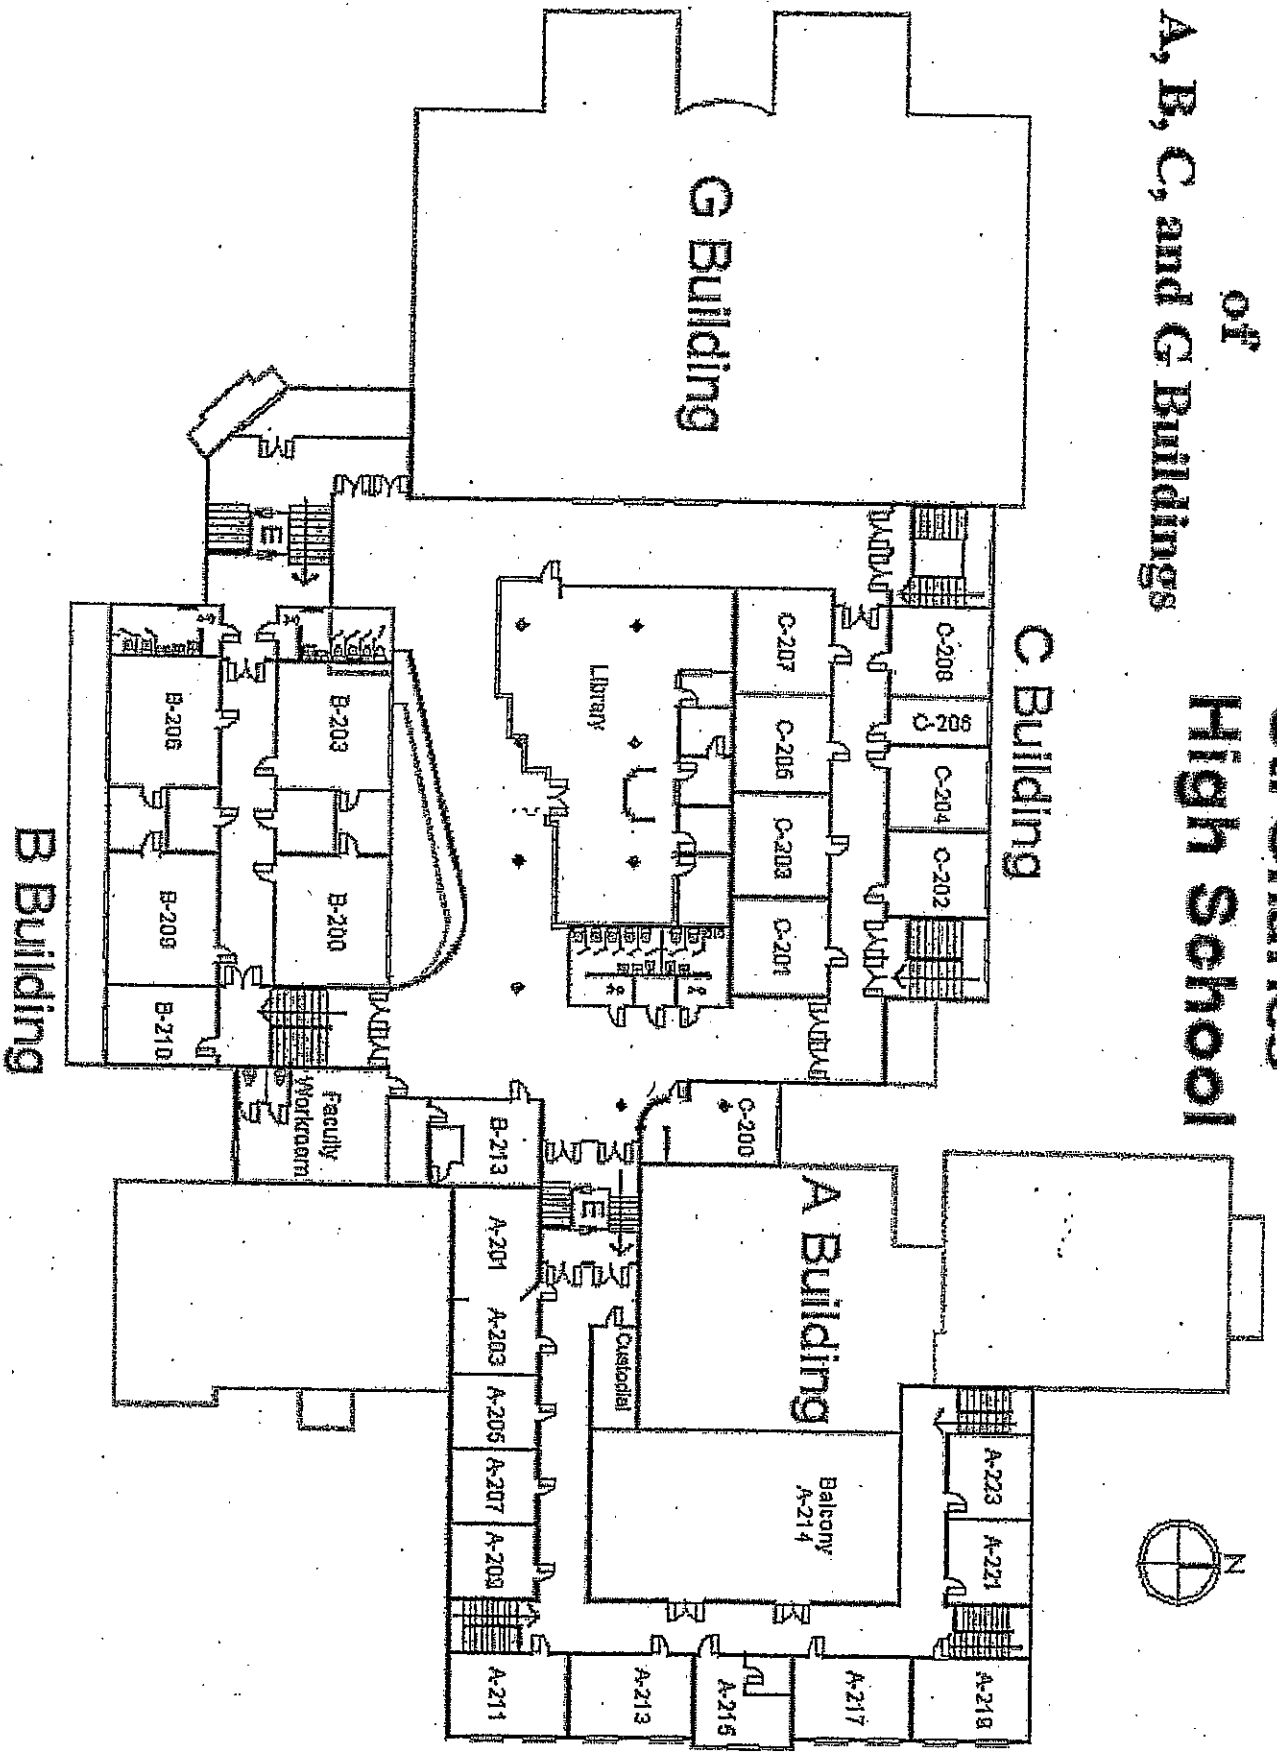 of
High School
A, B, C, and G Buildings
N
C Building
C-208
C-206
C-204
C-202
A-223
A-221
A-219
G Building
C-207
C-205
C-203
C-201
C-200
A Building
Balcony
A-214
A-217
Library
Custodial
A-215
E
A-213
B-213
A-201
A-203
A-205
A-207
A-209
A-211
E
B-203
B-200
Faculty
Workroom
B-206
B-209
B-210
B Building